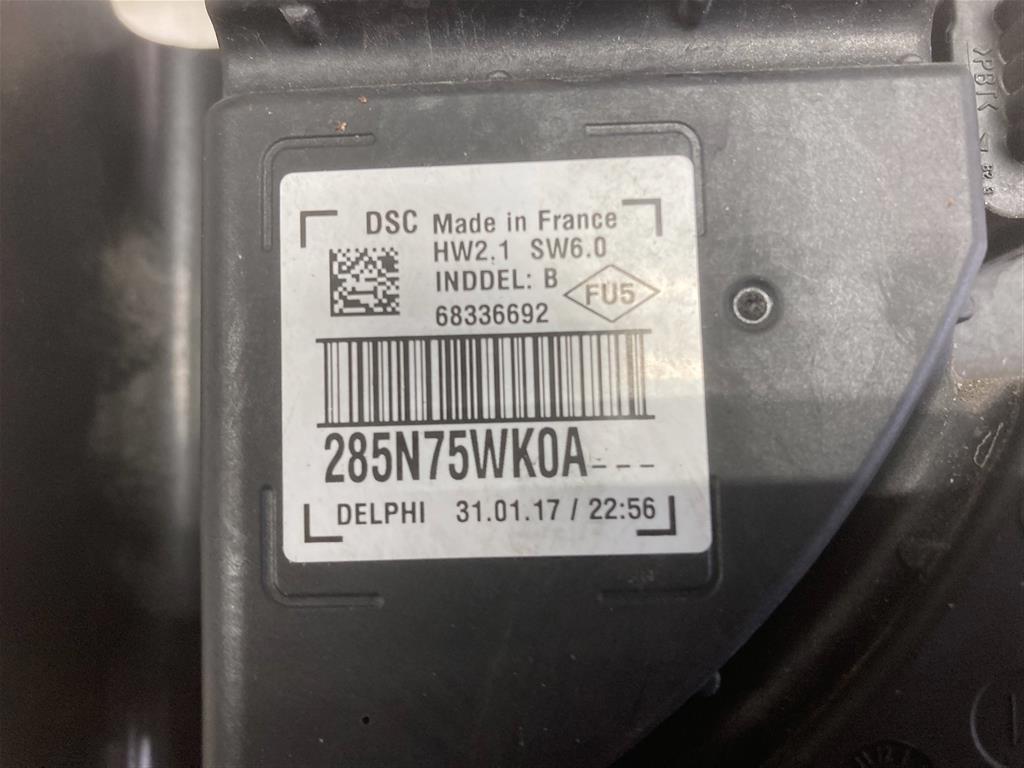 DSC Made in France
HW2.1 SW6.0
INDDEL: B
FU5
68336692
285N75WK0A---
DELPHI 31.01.17 / 22:56